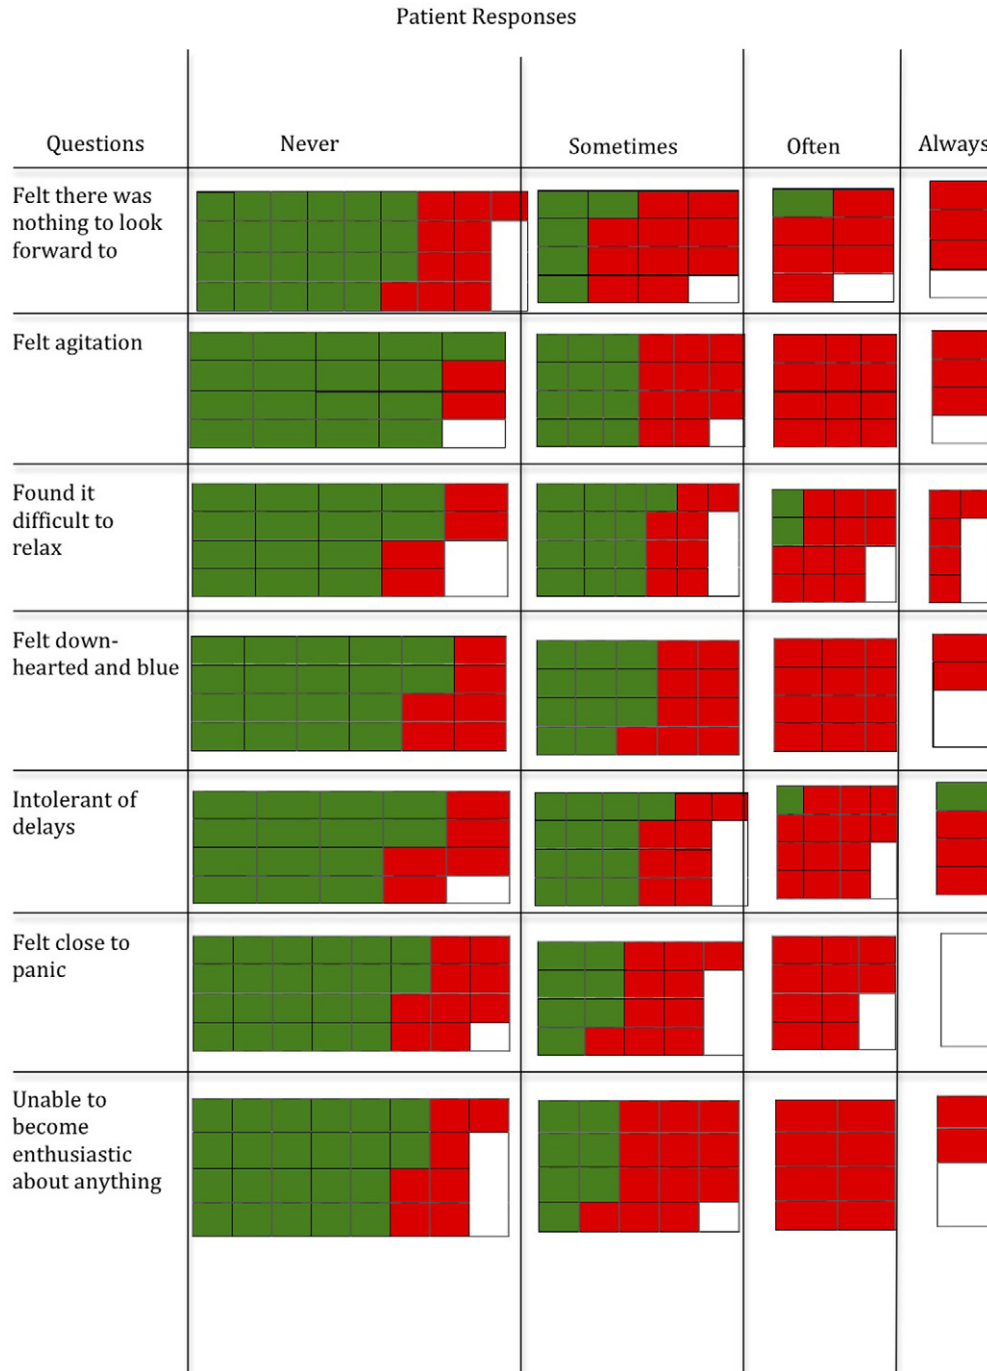 Patient Responses
Questions
Never
Sometimes
Often
Always
Felt there was
nothing to look
forward to
Felt agitation
Found it
difficult to
relax
Felt down-
hearted and blue
Intolerant of
delays
Felt close to
panic
Unable to
become
enthusiastic
about anything